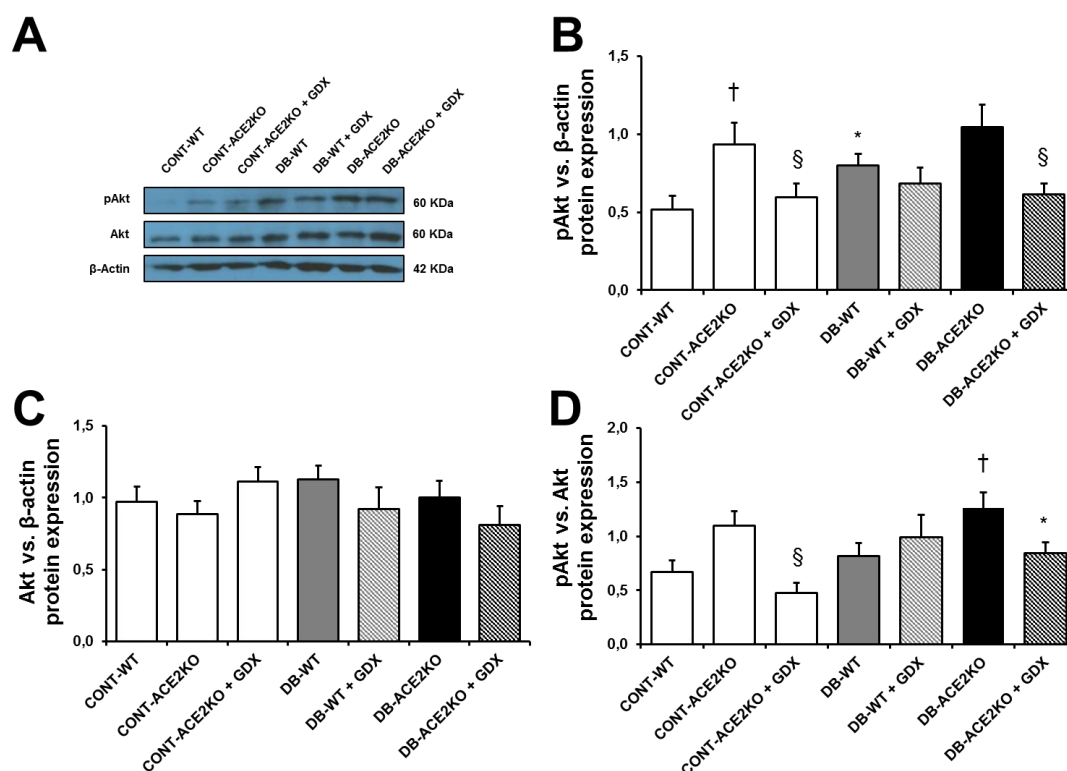 A
CONT-WT
CONT-ACE2KO
CONT-ACE2KO + GDX
DB-WT
DB-WT + GDX
DB-ACE2KO
DB-ACE2KO + GDX
pAkt
60 KDa
Akt
60 KDa
β-Actin
42 KDa
B
pAkt vs. β-actin
protein expression
1,5
1,0
0,5
0,0
†
§
*
§
CONT-WT
CONT-ACE2KO
CONT-ACE2KO + GDX
DB-WT
DB-WT + GDX
DB-ACE2KO
DB-ACE2KO + GDX
C
Akt vs. β-actin
protein expression
1,5
1,0
0,5
0,0
CONT-WT
CONT-ACE2KO
CONT-ACE2KO + GDX
DB-WT
DB-WT + GDX
DB-ACE2KO
DB-ACE2KO + GDX
D
pAkt vs. Akt
protein expression
2,0
1,5
1,0
0,5
0,0
§
†
*
CONT-WT
CONT-ACE2KO
CONT-ACE2KO + GDX
DB-WT
DB-WT + GDX
DB-ACE2KO
DB-ACE2KO + GDX